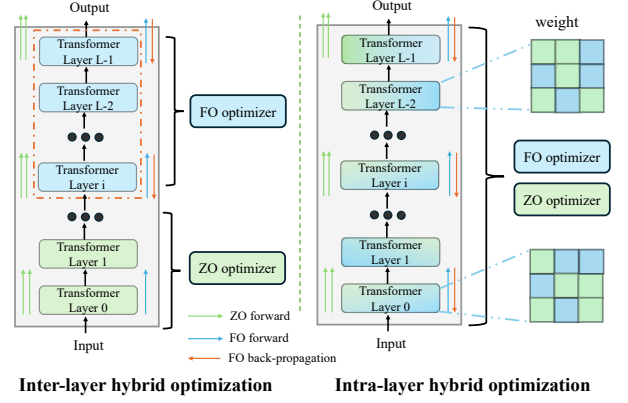 Output
Transformer
Layer L-1
Transformer
Layer L-2
Transformer
Layer i
Transformer
Layer 1
Transformer
Layer 0
Input
FO optimizer
ZO optimizer
ZO forward
FO forward
FO back-propagation
Inter-layer hybrid optimization
Output
Transformer
Layer L-1
Transformer
Layer L-2
Transformer
Layer i
Transformer
Layer 1
Transformer
Layer 0
Input
weight
FO optimizer
ZO optimizer
Intra-layer hybrid optimization